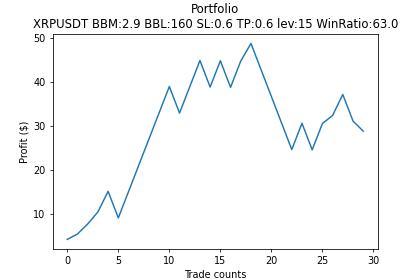 Portfolio
XRPUSDT BBM:2.9 BBL:160 SL:0.6 TP:0.6 lev:15 WinRatio:63.0
50
40
30
20
10
Profit ($)
0 5 10 15 20 25 30
Trade counts